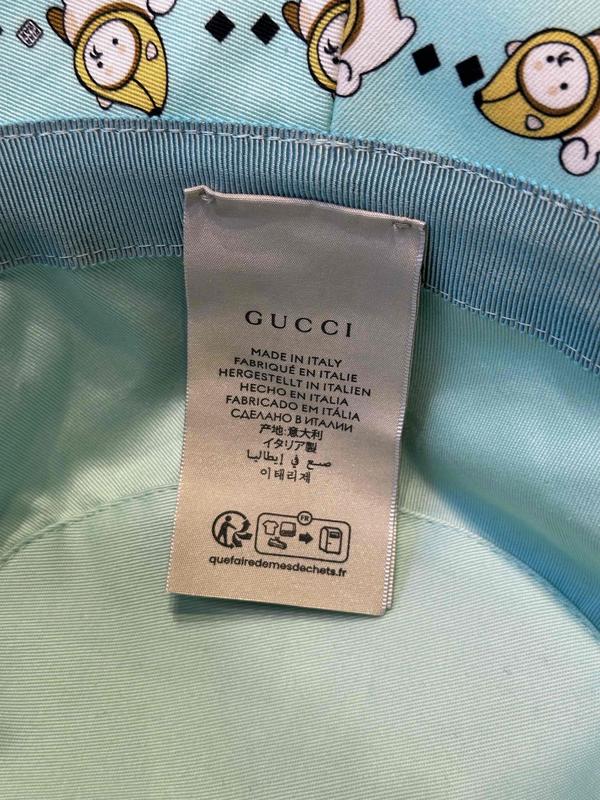 GUCCI
MADE IN ITALY
FABRIQUÉ EN ITALIE
HERGESTELLT IN ITALIEN
HECHO EN ITALIA
FABRICADO EM ITÁLIA
СДЕЛАНО В ИТАЛИИ
产地:意大利
イタリア製
صنع في إيطاليا
이태리제
FR
quefairedemesdechets.fr